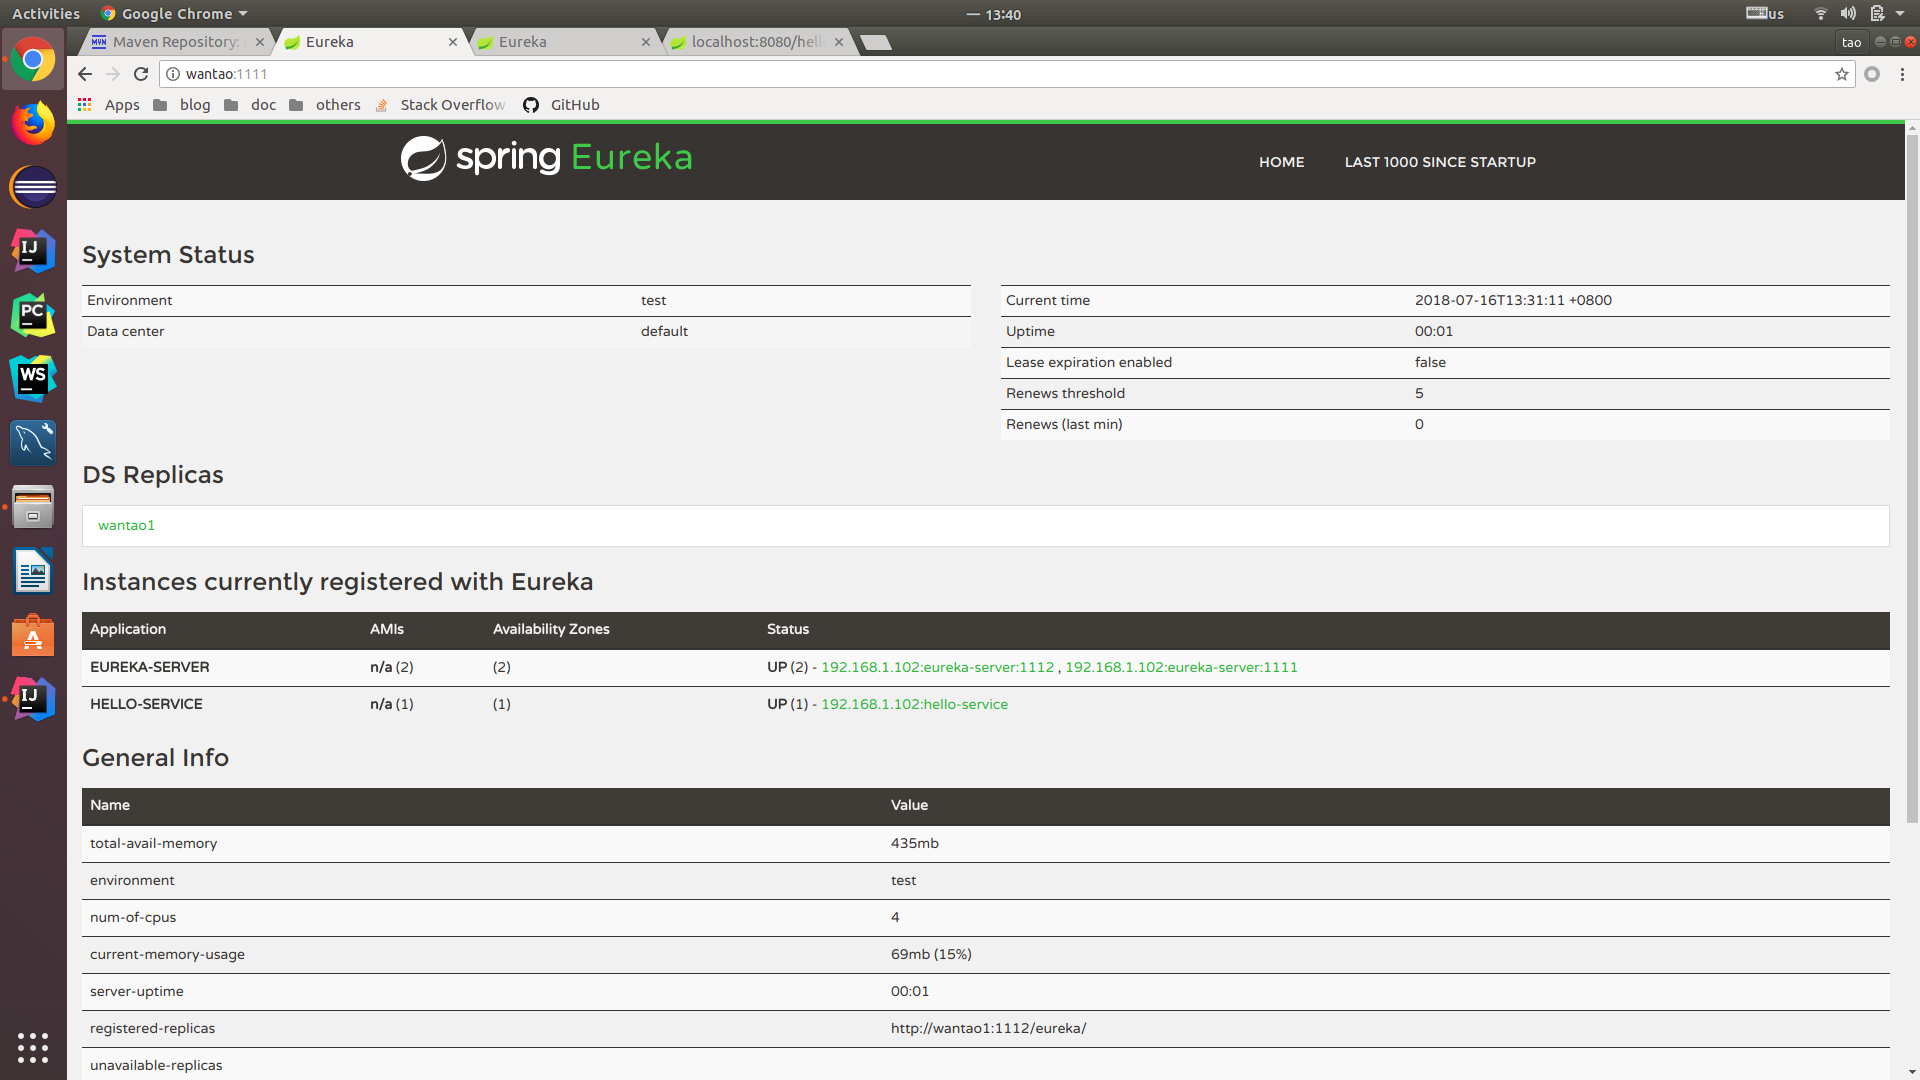 Activities Google Chrome 13:40 us
Maven Repository: Eureka Eureka localhost:8080/hell tao
wantao:1111
Apps blog doc others Stack Overflow GitHub
spring Eureka HOME LAST 1000 SINCE STARTUP
System Status
Environment test
Data center default
Current time 2018-07-16T13:31:11 +0800
Uptime 00:01
Lease expiration enabled false
Renews threshold 5
Renews (last min) 0
DS Replicas
wantao1
Instances currently registered with Eureka
Application AMIs Availability Zones Status
EUREKA-SERVER n/a (2) (2) UP (2) - 192.168.1.102:eureka-server:1112 , 192.168.1.102:eureka-server:1111
HELLO-SERVICE n/a (1) (1) UP (1) - 192.168.1.102:hello-service
General Info
Name Value
total-avail-memory 435mb
environment test
num-of-cpus 4
current-memory-usage 69mb (15%)
server-uptime 00:01
registered-replicas http://wantao1:1112/eureka/
unavailable-replicas